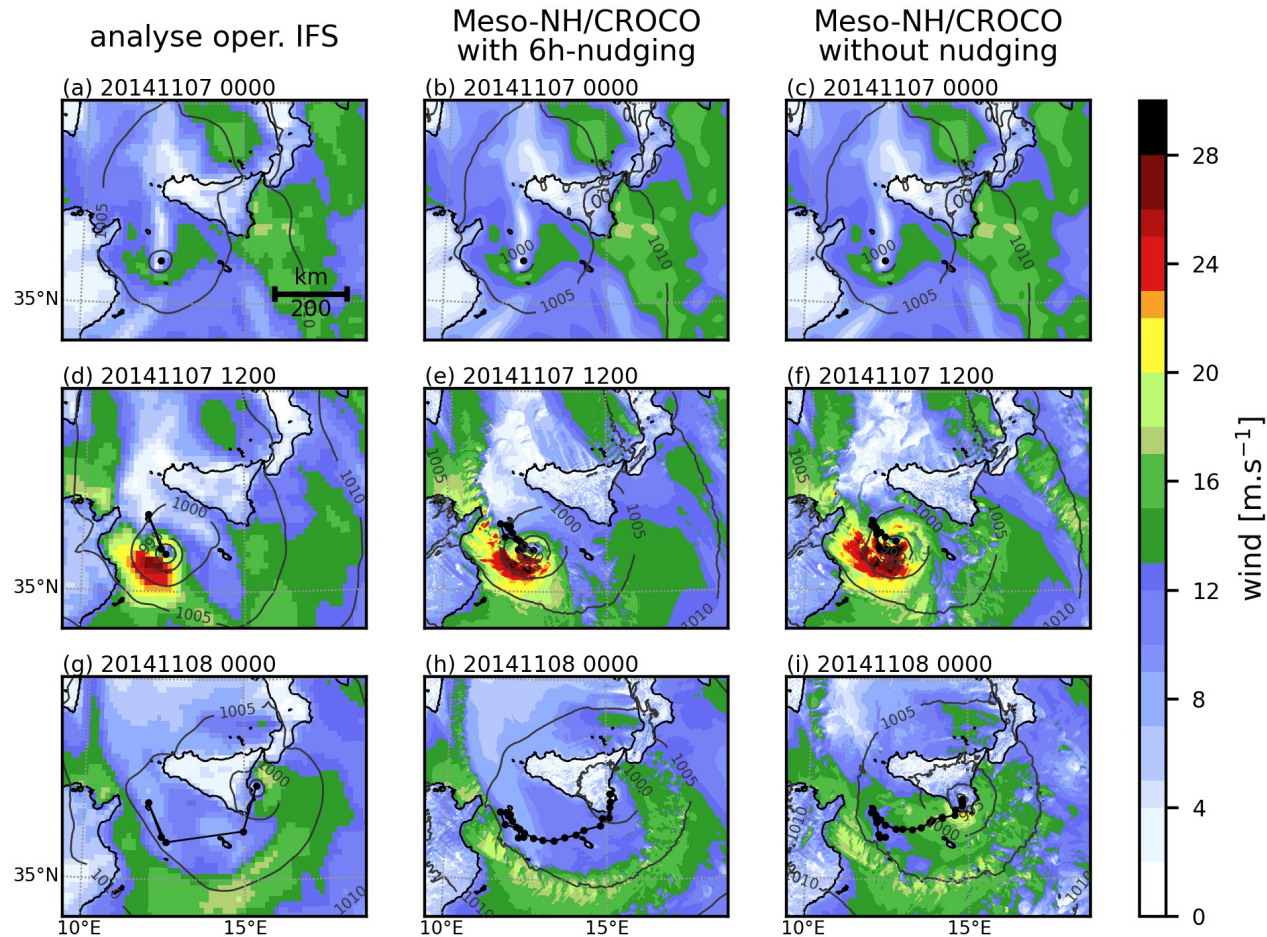 analyse oper. IFS
Meso-NH/CROCO
with 6h-nudging
Meso-NH/CROCO
without nudging
(a) 20141107 0000
(b) 20141107 0000
(c) 20141107 0000
1005
km
200
35°N
1000
1005
1010
1000
1005
1010
(d) 20141107 1200
(e) 20141107 1200
(f) 20141107 1200
1000
1010
1005
35°N
1005
1000
1005
1010
1005
1000
1005
1010
(g) 20141108 0000
(h) 20141108 0000
(i) 20141108 0000
1005
1000
1010
1010
35°N
10°E
15°E
1000
1005
1010
10°E
15°E
1005
1000
1010
1010
1010
10°E
15°E
28
24
20
16
12
8
4
0
wind [m.s⁻¹]